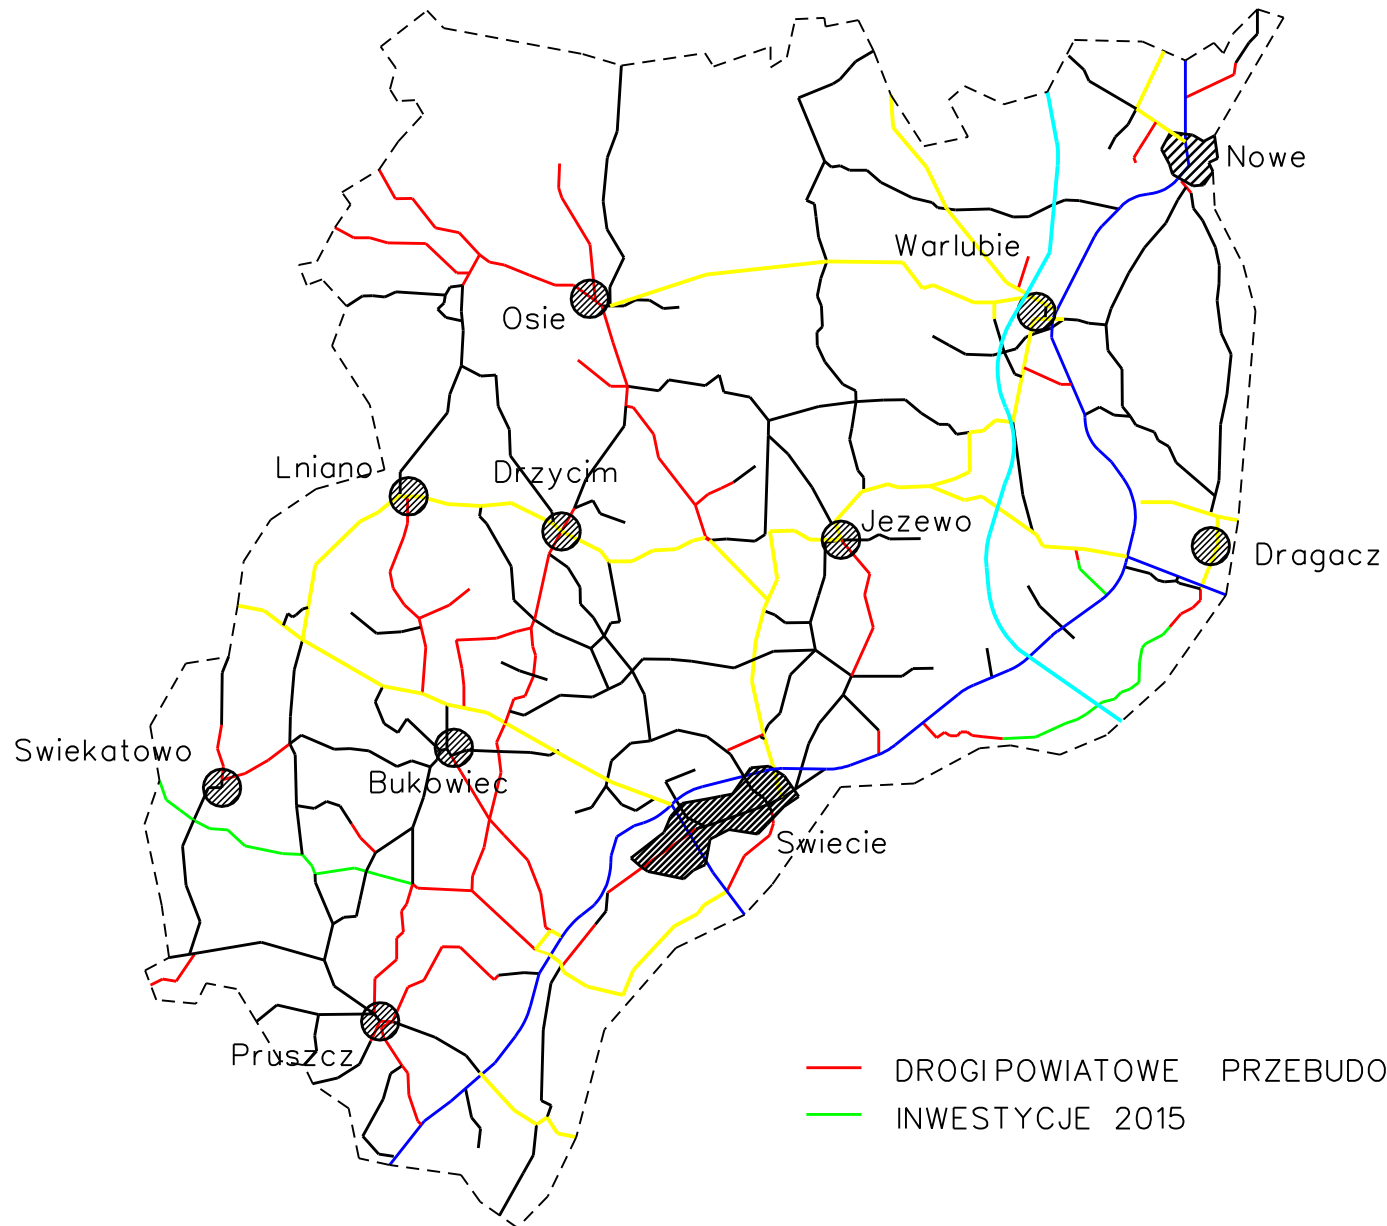 Nowe
Warlubie
Osie
Lniano
Drzycim
Jezewo
Dragacz
Swiekatowo
Bukowiec
Swiecie
Pruszcz
DROGI POWIATOWE PRZEBUDO
INWESTYCJE 2015